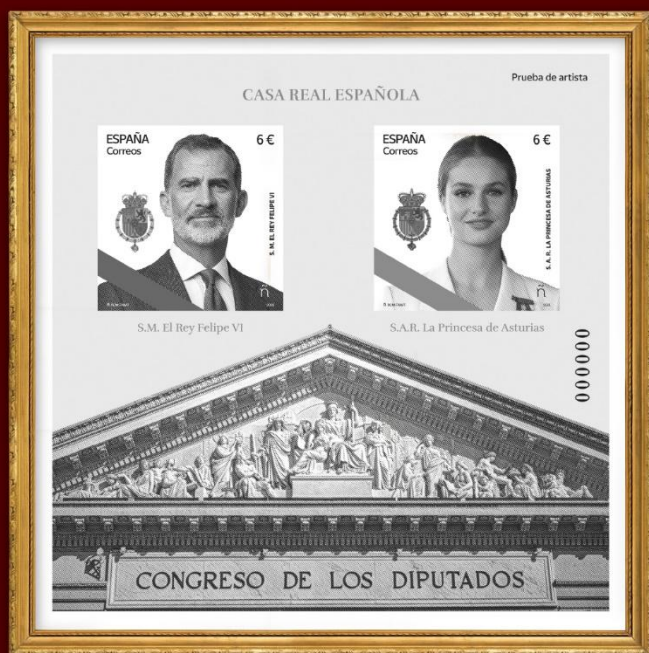 Prueba de artista
CASA REAL ESPAÑOLA
ESPAÑA
Correos
6 €
S. M. EL REY FELIPE VI
ñ
ESPAÑA
Correos
6 €
S. A. R. LA PRINCESA DE ASTURIAS
ñ
S.M. El Rey Felipe VI
S.A.R. La Princesa de Asturias
000000
CONGRESO DE LOS DIPUTADOS